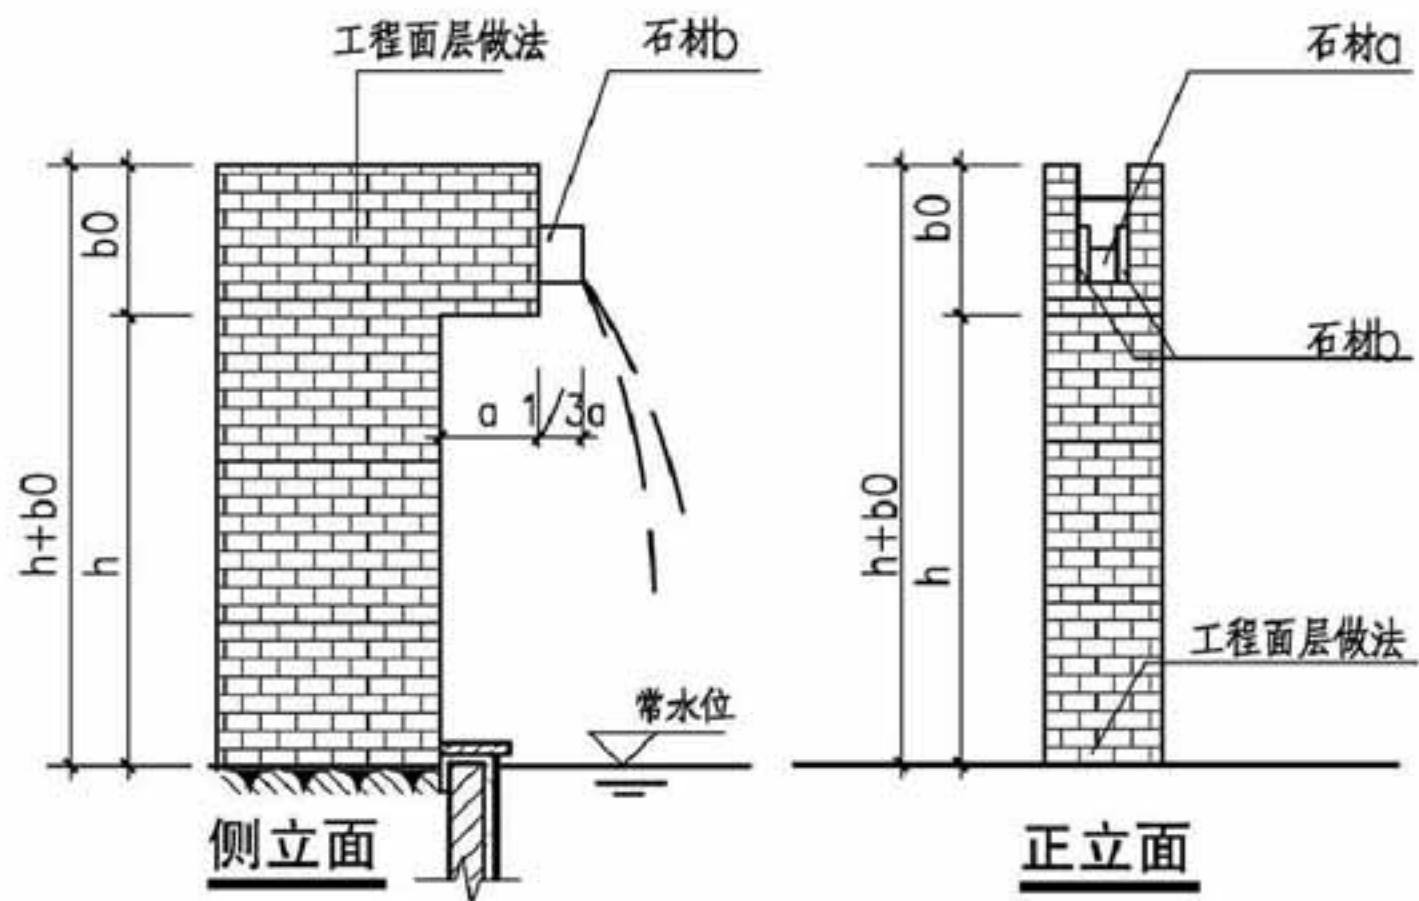 工程面层做法
石材b
石材a
b0
b0
石材b
a 1/3a
h+b0
h
h+b0
h
工程面层做法
常水位
侧立面
正立面